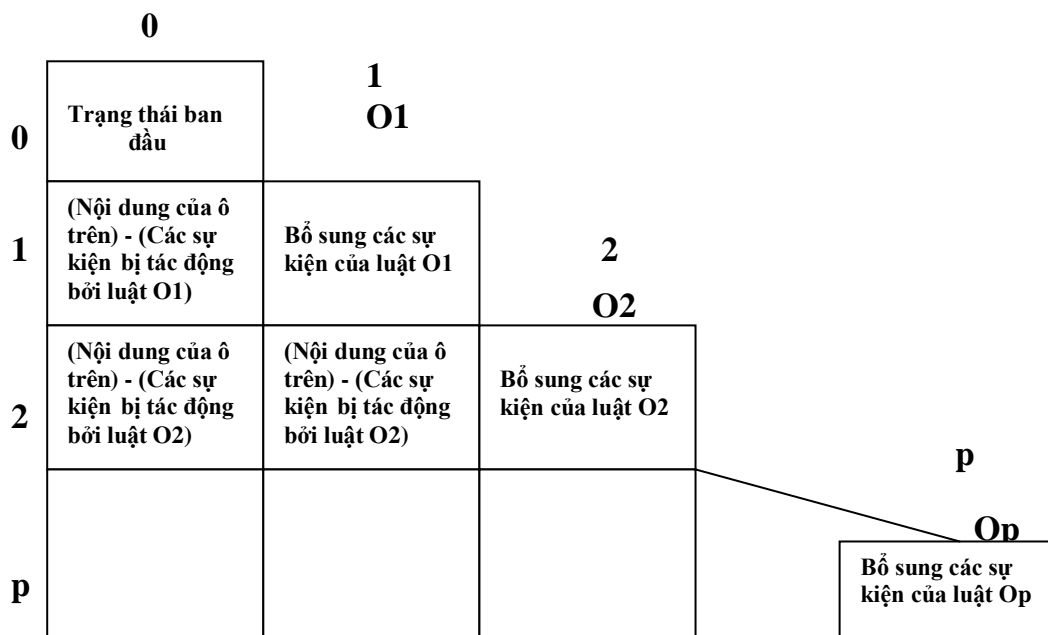 0
1
O1
0
Trạng thái ban
đầu
1
(Nội dung của ô
trên) - (Các sự
kiện bị tác động
bởi luật O1)
Bổ sung các sự
kiện của luật O1
2
O2
2
(Nội dung của ô
trên) - (Các sự
kiện bị tác động
bởi luật O2)
(Nội dung của ô
trên) - (Các sự
kiện bị tác động
bởi luật O2)
Bổ sung các sự
kiện của luật O2
p
Op
p
Bổ sung các sự
kiện của luật Op